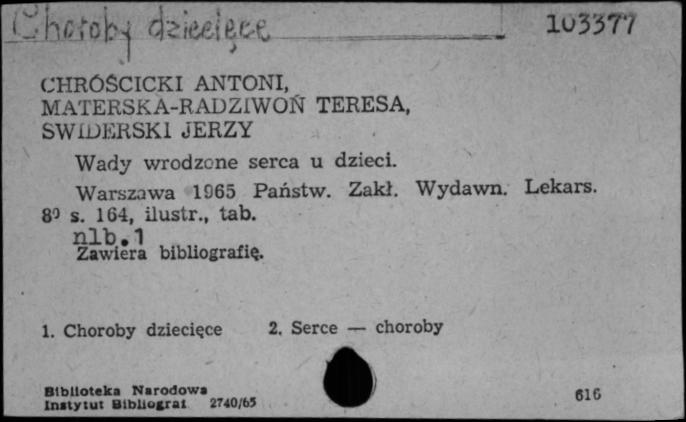 Choroby dziecięce 103377
CHRÓŚCICKI ANTONI,
MATERSKA-RADZIWOŃ TERESA,
SWIDERSKI JERZY
Wady wrodzone serca u dzieci.
Warszawa 1965 Państw. Zakł. Wydawn. Lekars.
8⁰ s. 164, ilustr., tab.
nlb.1
Zawiera bibliografię.
1. Choroby dziecięce 2. Serce — choroby
Biblioteka Narodowa
Instytut Bibliograf. 2740/65 616